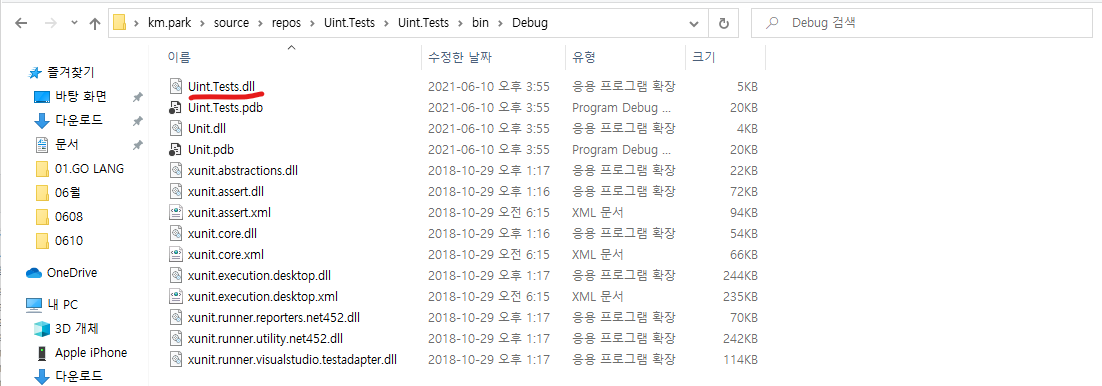 km.park > source > repos > Uint.Tests > Uint.Tests > bin > Debug
Debug 검색
이름 수정한 날짜 유형 크기
즐겨찾기
바탕 화면
다운로드
문서
01.GO LANG
06월
0608
0610
OneDrive
내 PC
3D 개체
Apple iPhone
다운로드
Uint.Tests.dll 2021-06-10 오후 3:55 응용 프로그램 확장 5KB
Uint.Tests.pdb 2021-06-10 오후 3:55 Program Debug ... 20KB
Unit.dll 2021-06-10 오후 3:55 응용 프로그램 확장 4KB
Unit.pdb 2021-06-10 오후 3:55 Program Debug ... 20KB
xunit.abstractions.dll 2018-10-29 오후 1:17 응용 프로그램 확장 22KB
xunit.assert.dll 2018-10-29 오후 1:16 응용 프로그램 확장 72KB
xunit.assert.xml 2018-10-29 오전 6:15 XML 문서 94KB
xunit.core.dll 2018-10-29 오후 1:16 응용 프로그램 확장 54KB
xunit.core.xml 2018-10-29 오전 6:15 XML 문서 66KB
xunit.execution.desktop.dll 2018-10-29 오후 1:17 응용 프로그램 확장 244KB
xunit.execution.desktop.xml 2018-10-29 오전 6:15 XML 문서 235KB
xunit.runner.reporters.net452.dll 2018-10-29 오후 1:17 응용 프로그램 확장 70KB
xunit.runner.utility.net452.dll 2018-10-29 오후 1:17 응용 프로그램 확장 242KB
xunit.runner.visualstudio.testadapter.dll 2018-10-29 오후 1:17 응용 프로그램 확장 114KB